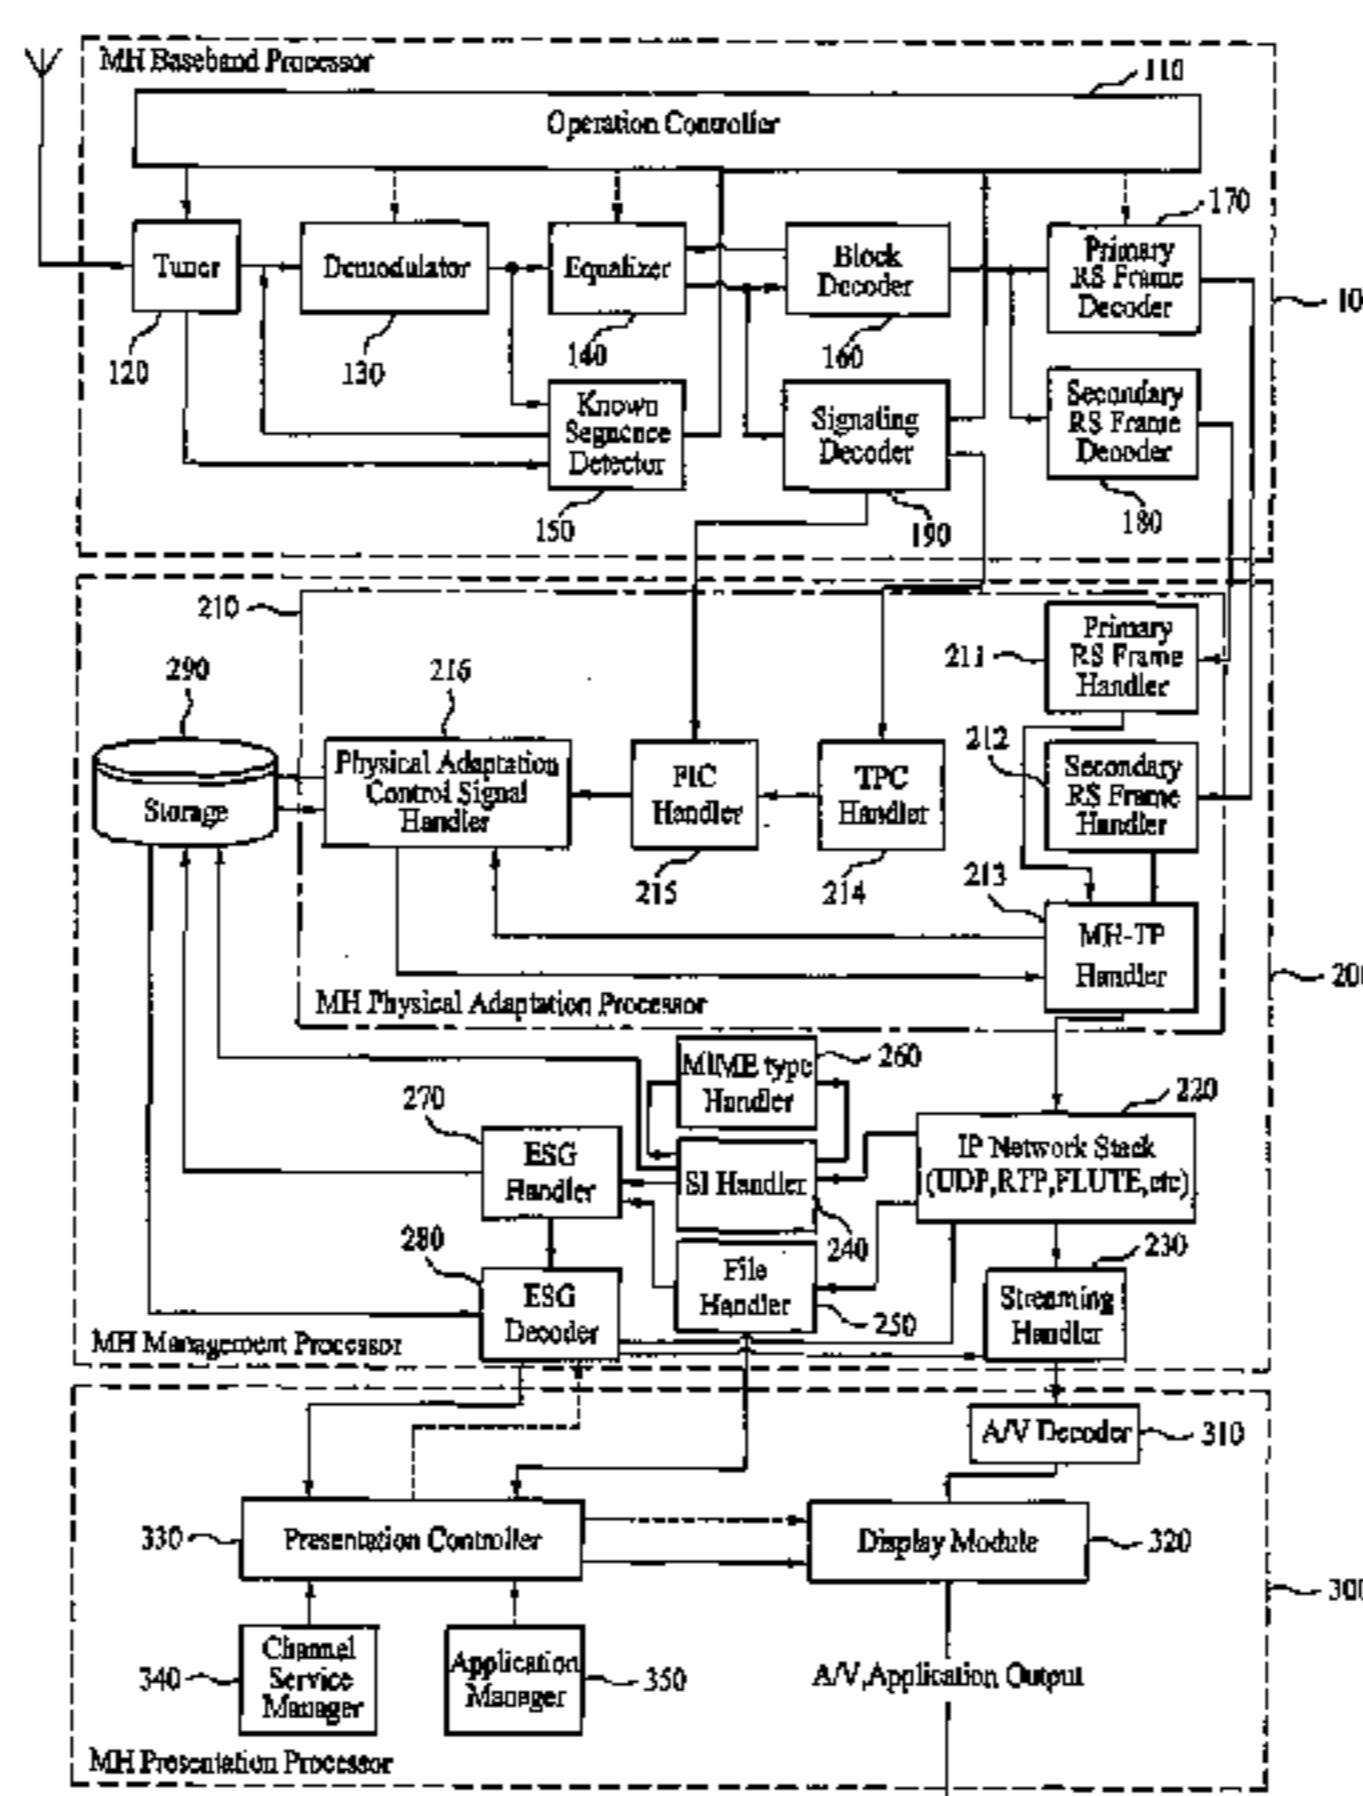 MH Baseband Processor
110
Operation Controller
170
Tuner
Demodulator
Equalizer
Block
Decoder
Primary
RS Frame
Decoder
10
120
130
140
160
Known
Segnence
Detector
Signating
Decoder
Secondary
RS Frame
Decoder
150
190
180
210
211
Primary
RS Frame
Handler
290
216
212
Storage
Physical Adaptation
Control Signal
Handler
FIC
Handler
TPC
Handler
Secondary
RS Frame
Handler
215
214
213
MH-TP
Handler
200
MH Physical Adaptation Processor
MIME type
Handler
260
270
220
ESG
Handler
SI Handler
IP Network Stack
(UDP,RTP,FLUTE,etc)
240
280
230
ESG
Decoder
File
Handler
250
Streaming
Handler
MH Management Processor
A/V Decoder
310
330
Presentation Controller
Display Module
320
300
340
Channel
Service
Manager
Application
Manager
350
A/V,Application Output
MH Presentation Processor